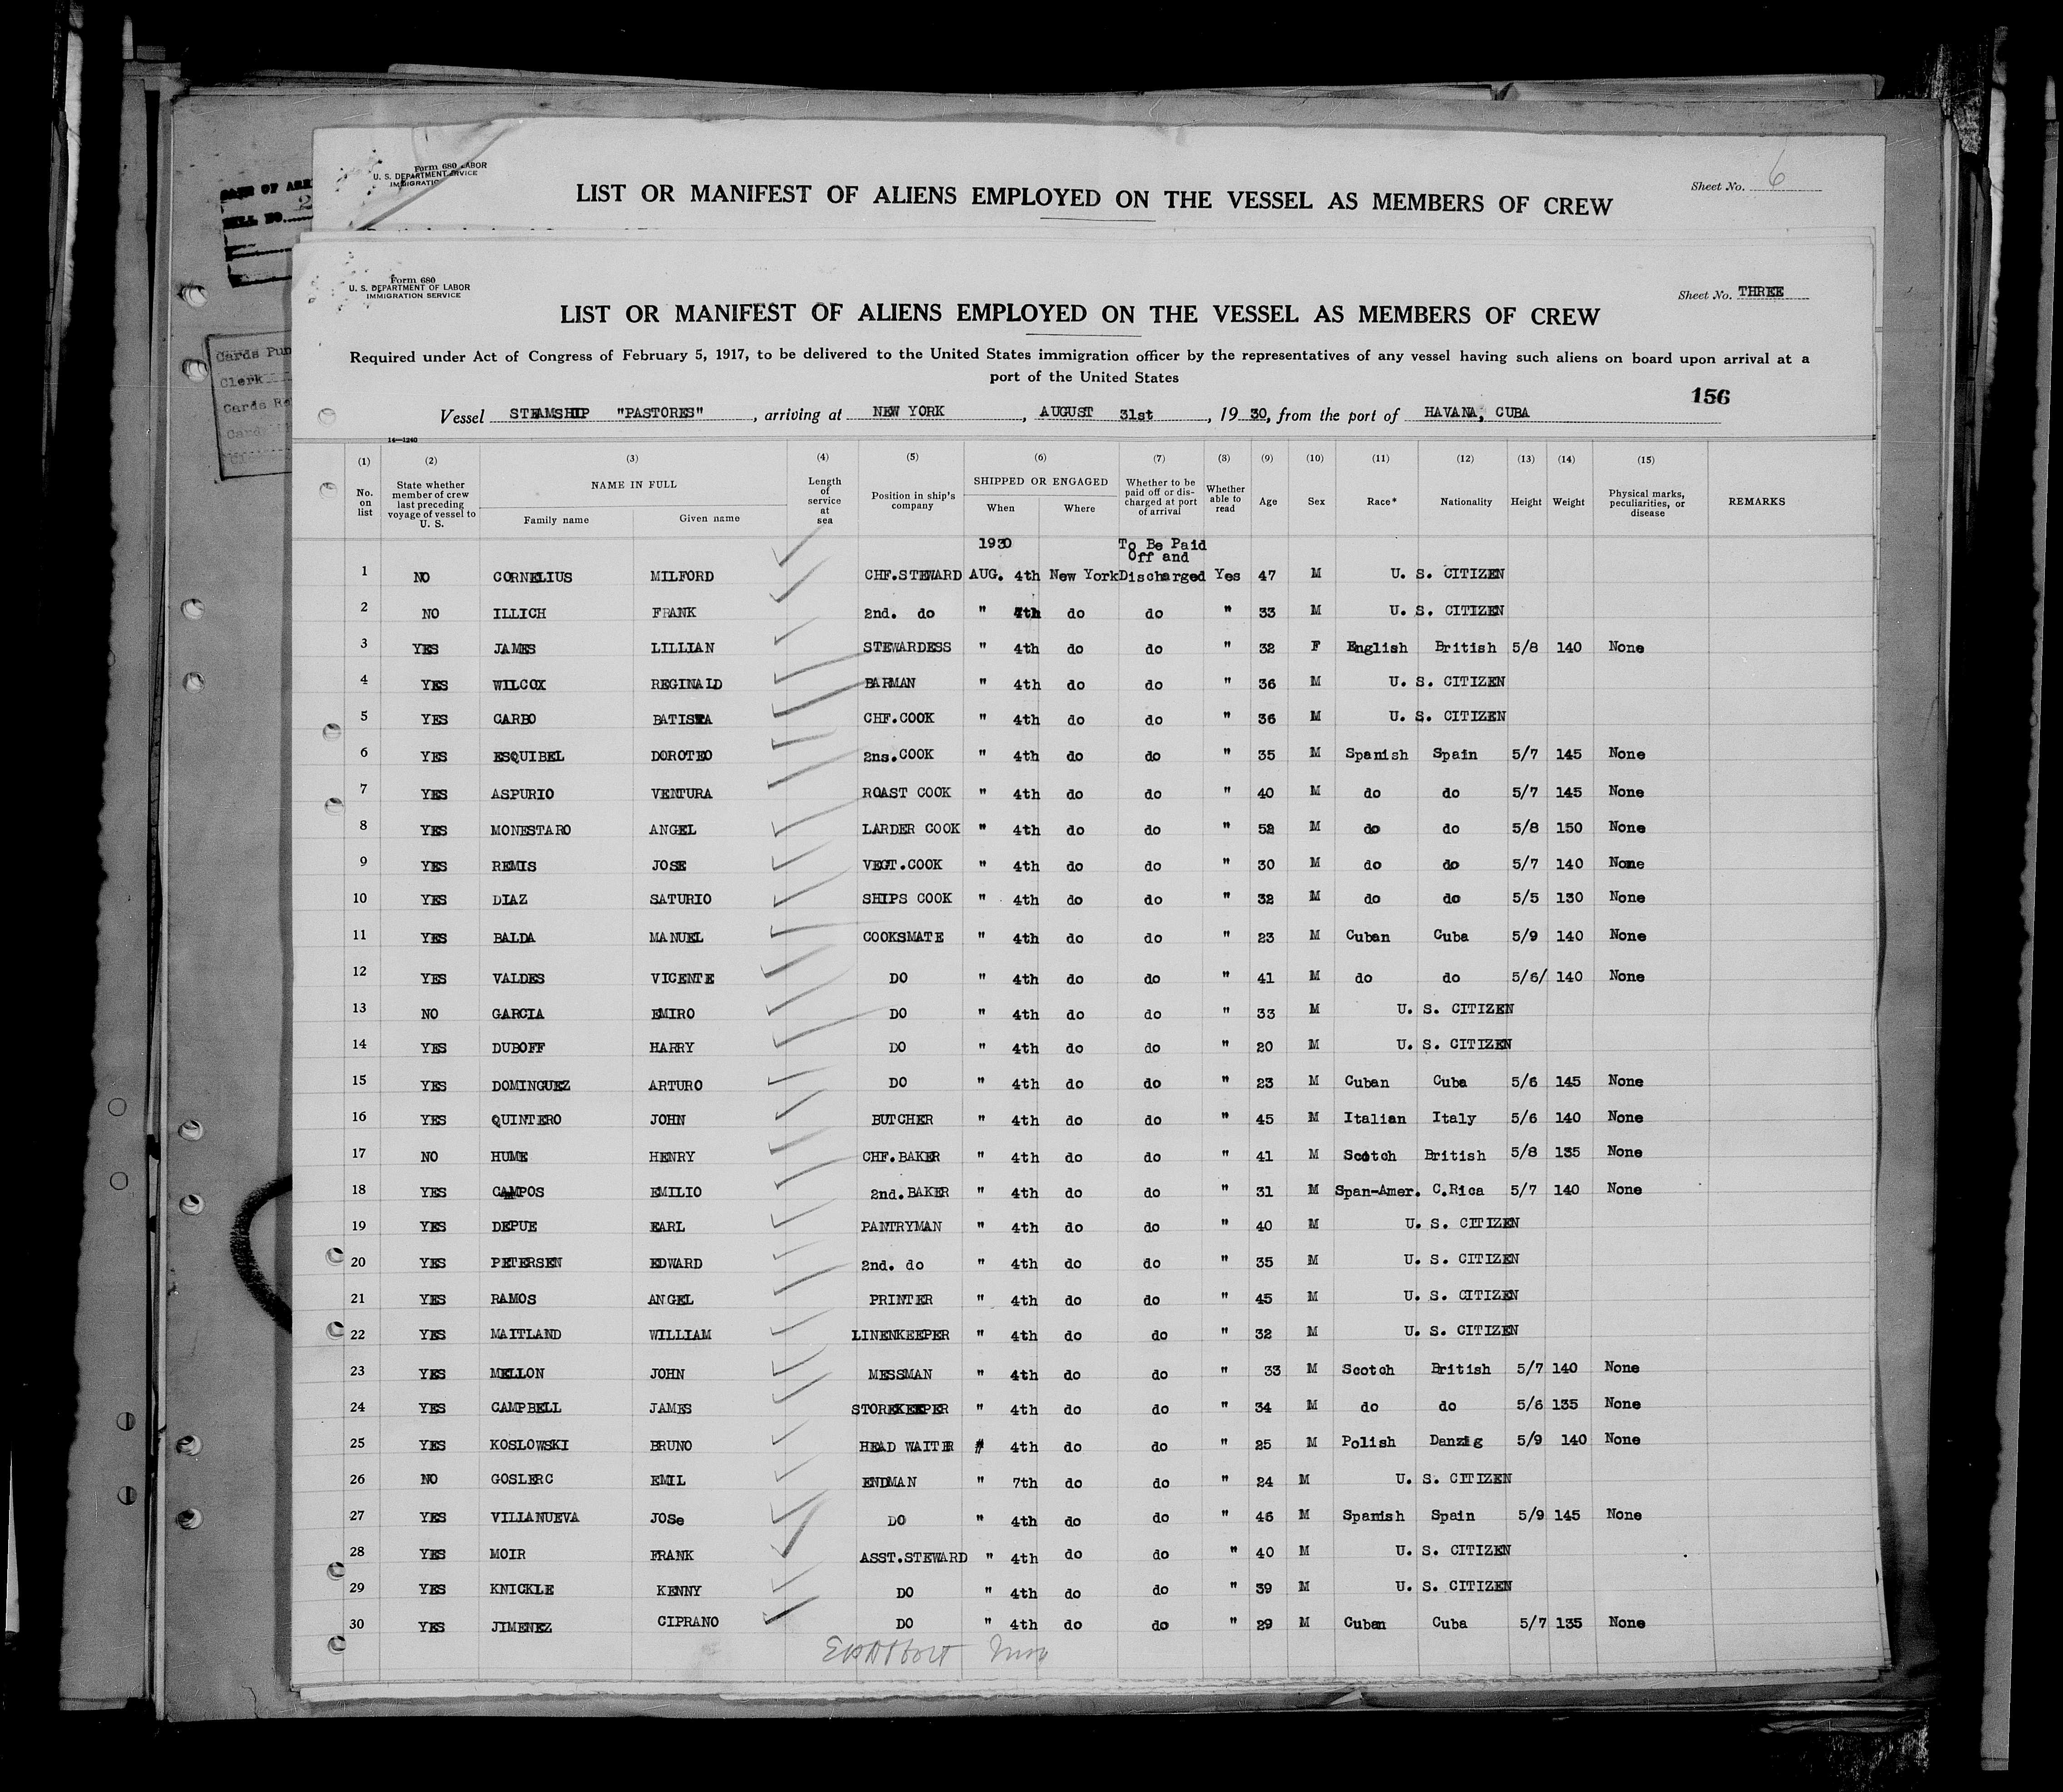 Form 680 LABOR
U. S. DEPARTMENT
LIST OR MANIFEST OF ALIENS EMPLOYED ON THE VESSEL AS MEMBERS OF CREW
Sheet No. 6
Form 680
U. S. DEPARTMENT OF LABOR
IMMIGRATION SERVICE
Sheet No. THREE
LIST OR MANIFEST OF ALIENS EMPLOYED ON THE VESSEL AS MEMBERS OF CREW
Required under Act of Congress of February 5, 1917, to be delivered to the United States immigration officer by the representatives of any vessel having such aliens on board upon arrival at a
port of the United States
156
Vessel STEAMSHIP "PASTORES", arriving at NEW YORK, AUGUST 31st, 1930, from the port of HAVANA, CUBA
14—1240
(1) (2) (3) (4) (5) (6) (7) (8) (9) (10) (11) (12) (13) (14) (15)
No. on list State whether member of crew last preceding voyage of vessel to U. S. NAME IN FULL Family name Given name Length of service at sea Position in ship's company SHIPPED OR ENGAGED When Where Whether to be paid off or discharged at port of arrival Whether able to read Age Sex Race* Nationality Height Weight Physical marks, peculiarities, or disease REMARKS
1930 To Be Paid Off and
1 NO CORNELIUS MILFORD CHF.STEWARD AUG. 4th New York Discharged Yes 47 M U. S. CITIZEN
2 NO ILLICH FRANK 2nd. do " 4th do do " 33 M U. S. CITIZEN
3 YES JAMES LILLIAN STEWARDESS " 4th do do " 32 F English British 5/8 140 None
4 YES WILCOX REGINALD BARMAN " 4th do do " 36 M U. S. CITIZEN
5 YES CARBO BATISTA CHF.COOK " 4th do do " 36 M U. S. CITIZEN
6 YES ESQUIBEL DOROTEO 2ns.COOK " 4th do do " 35 M Spanish Spain 5/7 145 None
7 YES ASPURIO VENTURA ROAST COOK " 4th do do " 40 M do do 5/7 145 None
8 YES MONESTARO ANGEL LARDER COOK " 4th do do " 52 M do do 5/8 150 None
9 YES REMIS JOSE VEGT.COOK " 4th do do " 30 M do do 5/7 140 None
10 YES DIAZ SATURIO SHIPS COOK " 4th do do " 32 M do do 5/5 130 None
11 YES BALDA MANUEL COOKSMATE " 4th do do " 23 M Cuban Cuba 5/9 140 None
12 YES VALDES VICENTE DO " 4th do do " 41 M do do 5/6/ 140 None
13 NO GARCIA EMIRO DO " 4th do do " 33 M U. S. CITIZEN
14 YES DUBOFF HARRY DO " 4th do do " 20 M U. S. CITIZEN
15 YES DOMINGUEZ ARTURO DO " 4th do do " 23 M Cuban Cuba 5/6 145 None
16 YES QUINTERO JOHN BUTCHER " 4th do do " 45 M Italian Italy 5/6 140 None
17 NO HUME HENRY CHF.BAKER " 4th do do " 41 M Scotch British 5/8 135 None
18 YES CAMPOS EMILIO 2nd.BAKER " 4th do do " 31 M Span-Amer. C.Rica 5/7 140 None
19 YES DEPUE EARL PANTRYMAN " 4th do do " 40 M U. S. CITIZEN
20 YES PETERSEN EDWARD 2nd. do " 4th do do " 35 M U. S. CITIZEN
21 YES RAMOS ANGEL PRINTER " 4th do do " 45 M U. S. CITIZEN
22 YES MAITLAND WILLIAM LINENKEEPER " 4th do do " 32 M U. S. CITIZEN
23 YES MELLON JOHN MESSMAN " 4th do do " 33 M Scotch British 5/7 140 None
24 YES CAMPBELL JAMES STOREKEEPER " 4th do do " 34 M do do 5/6 135 None
25 YES KOSLOWSKI BRUNO HEAD WAITER # 4th do do " 25 M Polish Danzig 5/9 140 None
26 NO GOSLERC EMIL ENDMAN " 7th do do " 24 M U. S. CITIZEN
27 YES VILLANUEVA JOSe DO " 4th do do " 46 M Spanish Spain 5/9 145 None
28 YES MOIR FRANK ASST.STEWARD " 4th do do " 40 M U. S. CITIZEN
29 YES KNICKLE KENNY DO " 4th do do " 39 M U. S. CITIZEN
30 YES JIMENEZ CIPRANO DO " 4th do do " 29 M Cuban Cuba 5/7 135 None